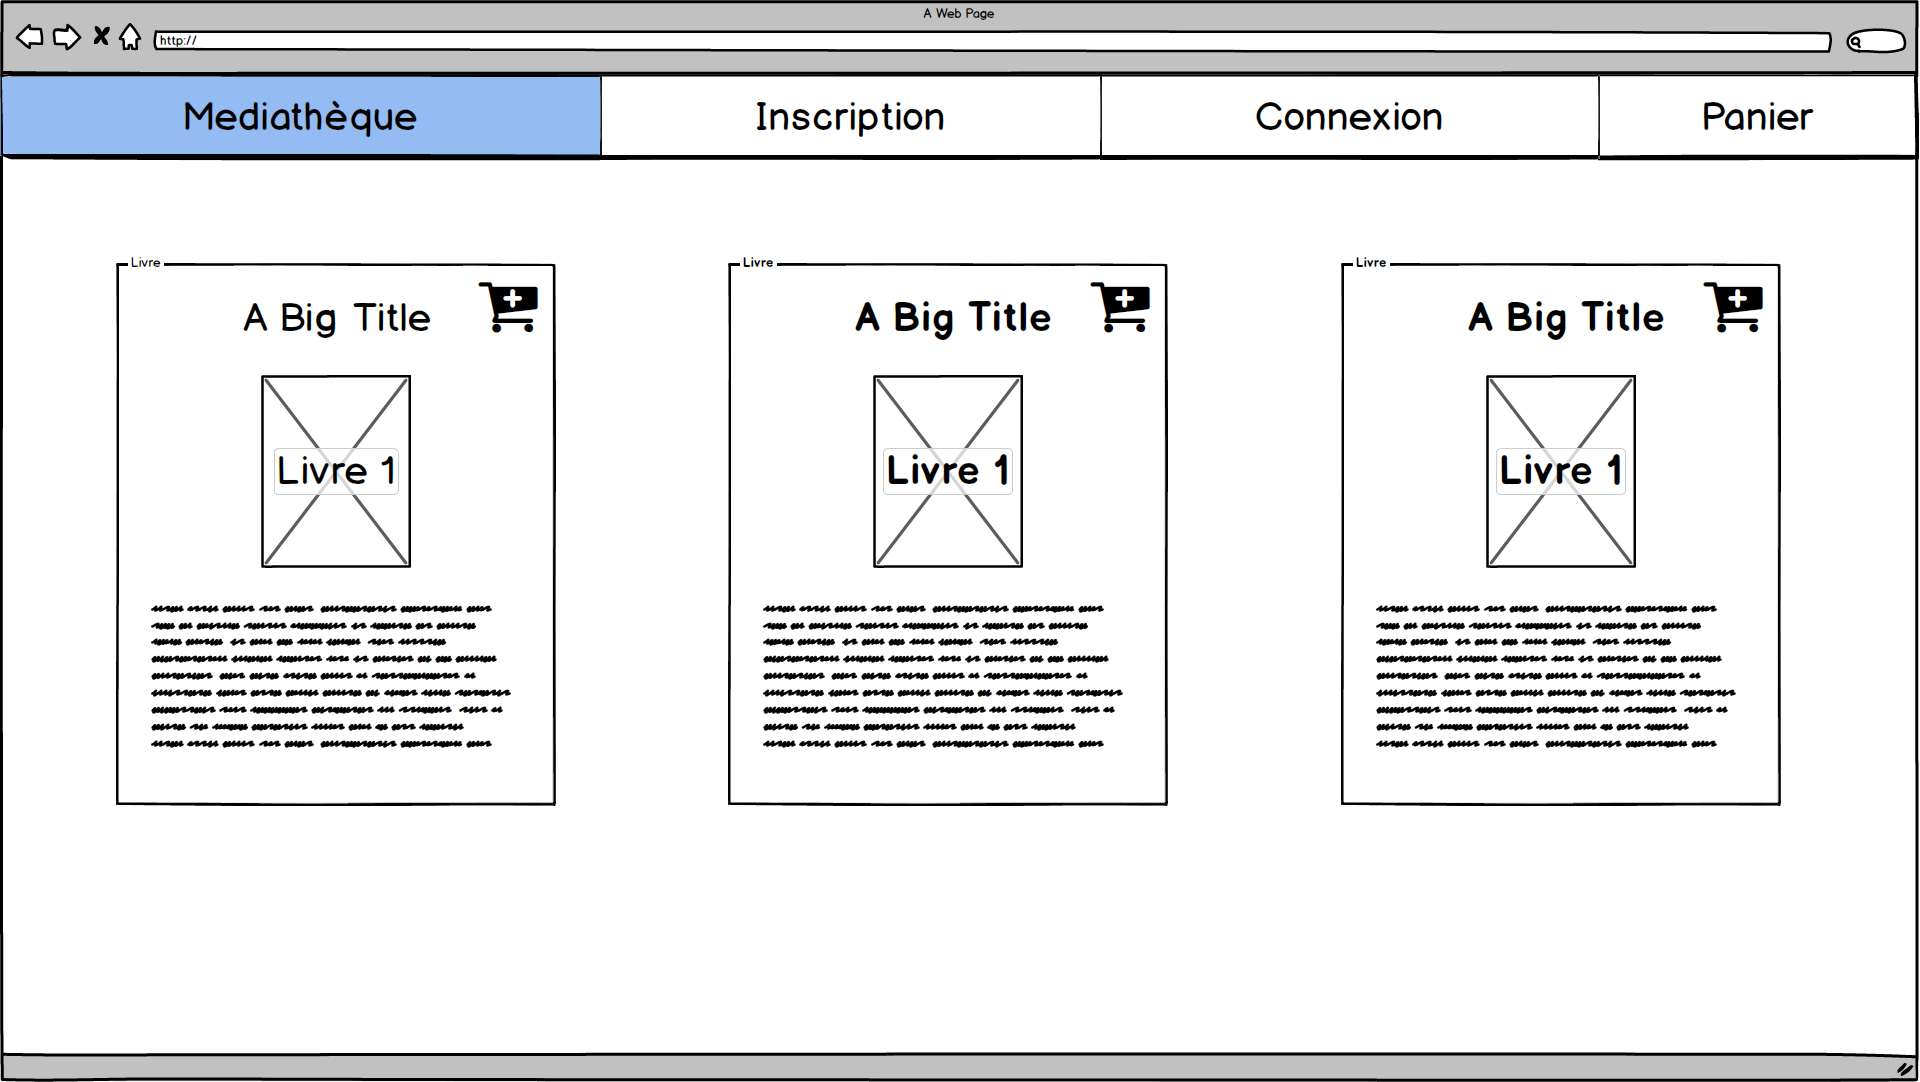 A Web Page
http://
Mediathèque Inscription Connexion Panier
Livre Livre Livre
A Big Title A Big Title A Big Title
Livre 1 Livre 1 Livre 1